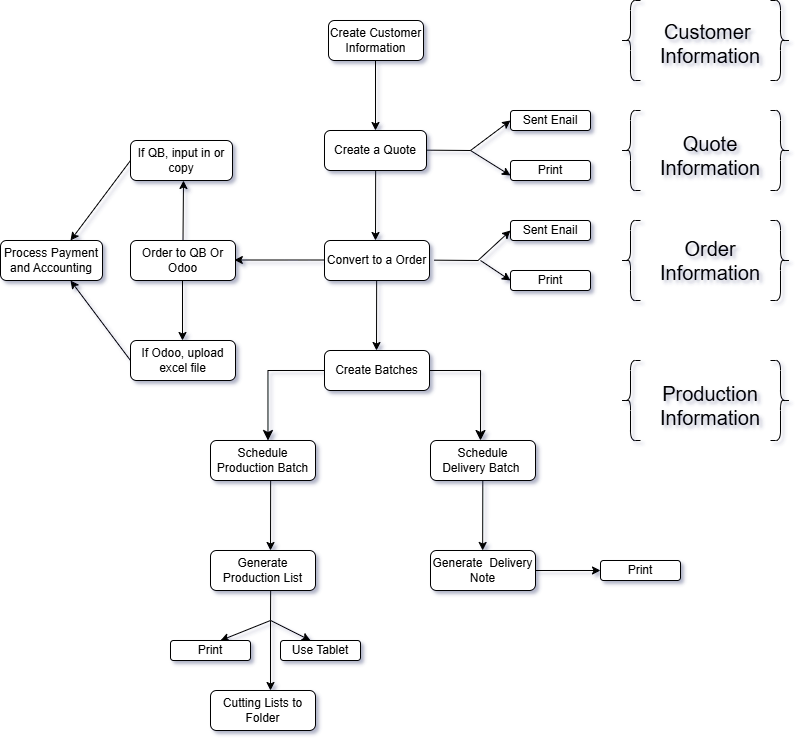 Create Customer
Information
Customer
Information
Sent Enail
If QB, input in or
copy
Create a Quote
Quote
Information
Print
Sent Email
Process Payment
and Accounting
Order to QB Or
Odoo
Convert to a Order
Order
Information
Print
If Odoo, upload
excel file
Create Batches
Production
Information
Schedule
Production Batch
Schedule
Delivery Batch
Generate
Production List
Generate Delivery
Note
Print
Print
Use Tablet
Cutting Lists to
Folder